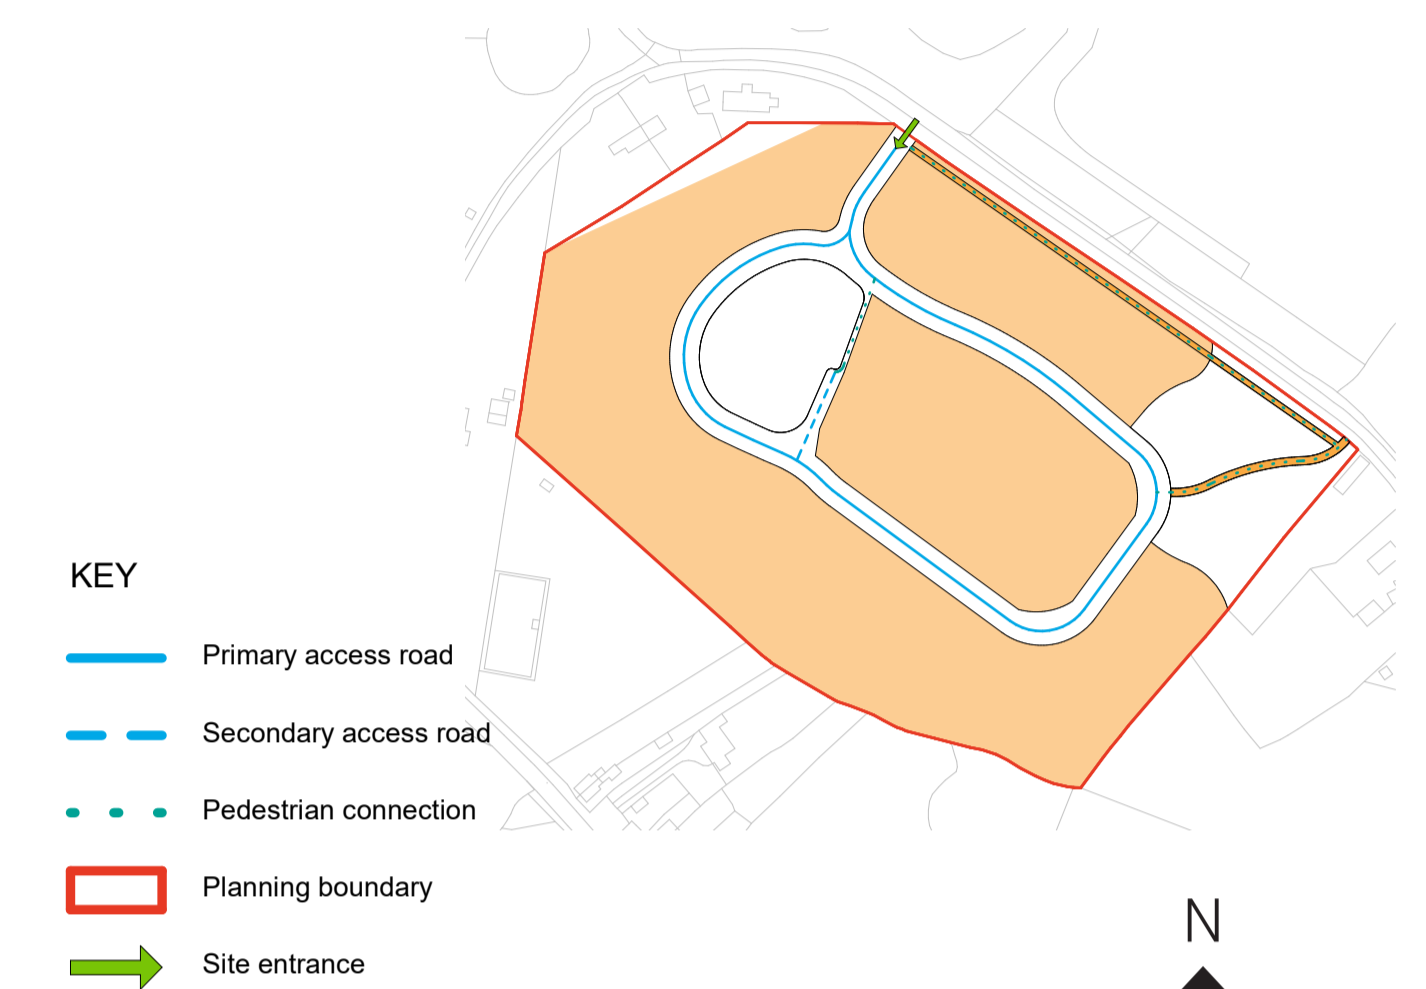 KEY
Primary access road
Secondary access road
Pedestrian connection
Planning boundary
Site entrance
N